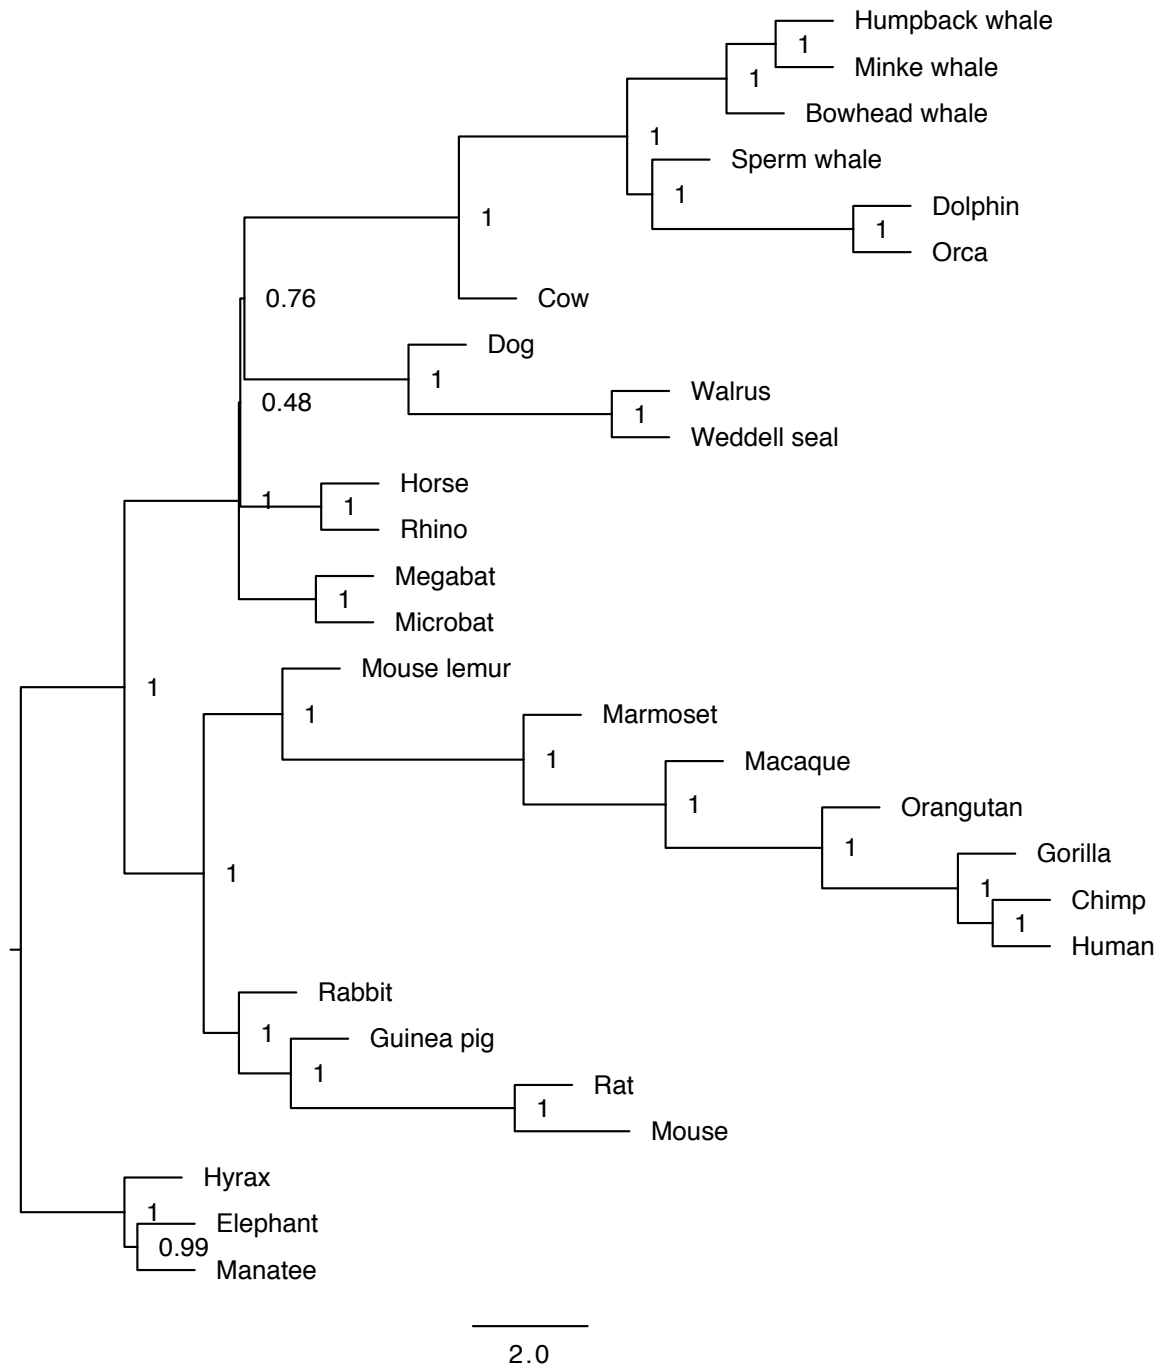 Humpback whale
1
Minke whale
1
Bowhead whale
1
Sperm whale
1
Dolphin
1
Orca
1
0.76
Cow
Dog
1
Walrus
0.48
1
Weddell seal
Horse
1
1
Rhino
Megabat
1
Microbat
Mouse lemur
1
1
Marmoset
1
Macaque
1
Orangutan
1
Gorilla
1
1
Chimp
1
Human
Rabbit
1
Guinea pig
1
Rat
1
Mouse
Hyrax
1
Elephant
0.99
Manatee
2.0